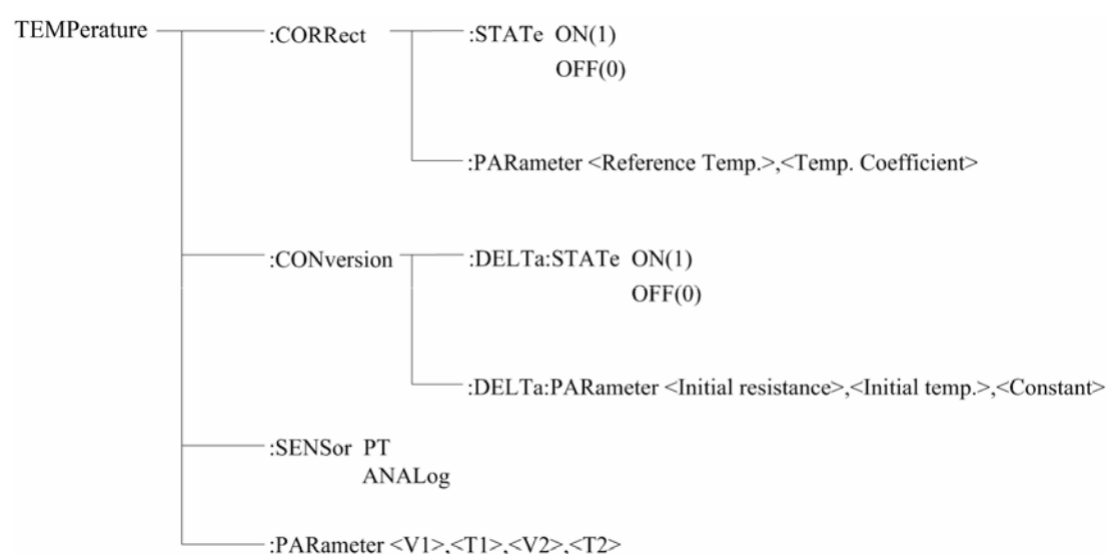 TEMPerature :CORRect :STATe ON(1)
OFF(0)
:PARameter <Reference Temp.>,<Temp. Coefficient>
:CONversion :DELTa:STATe ON(1)
OFF(0)
:DELTa:PARameter <Initial resistance>,<Initial temp.>,<Constant>
:SENSor PT
ANALog
:PARameter <V1>,<T1>,<V2>,<T2>